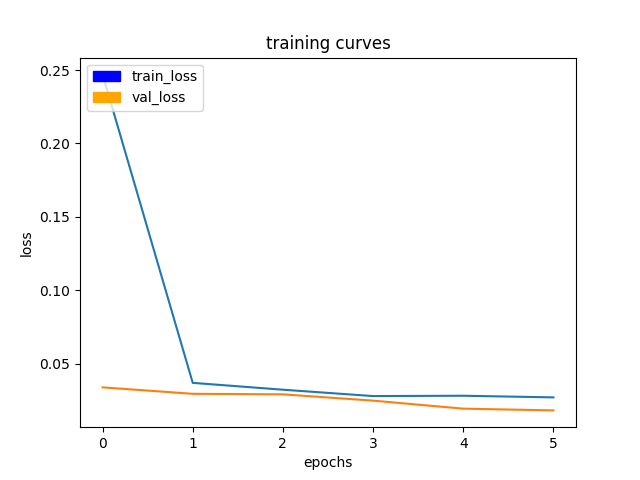 training curves
train_loss
val_loss
0.25
0.20
0.15
0.10
0.05
loss
0 1 2 3 4 5
epochs